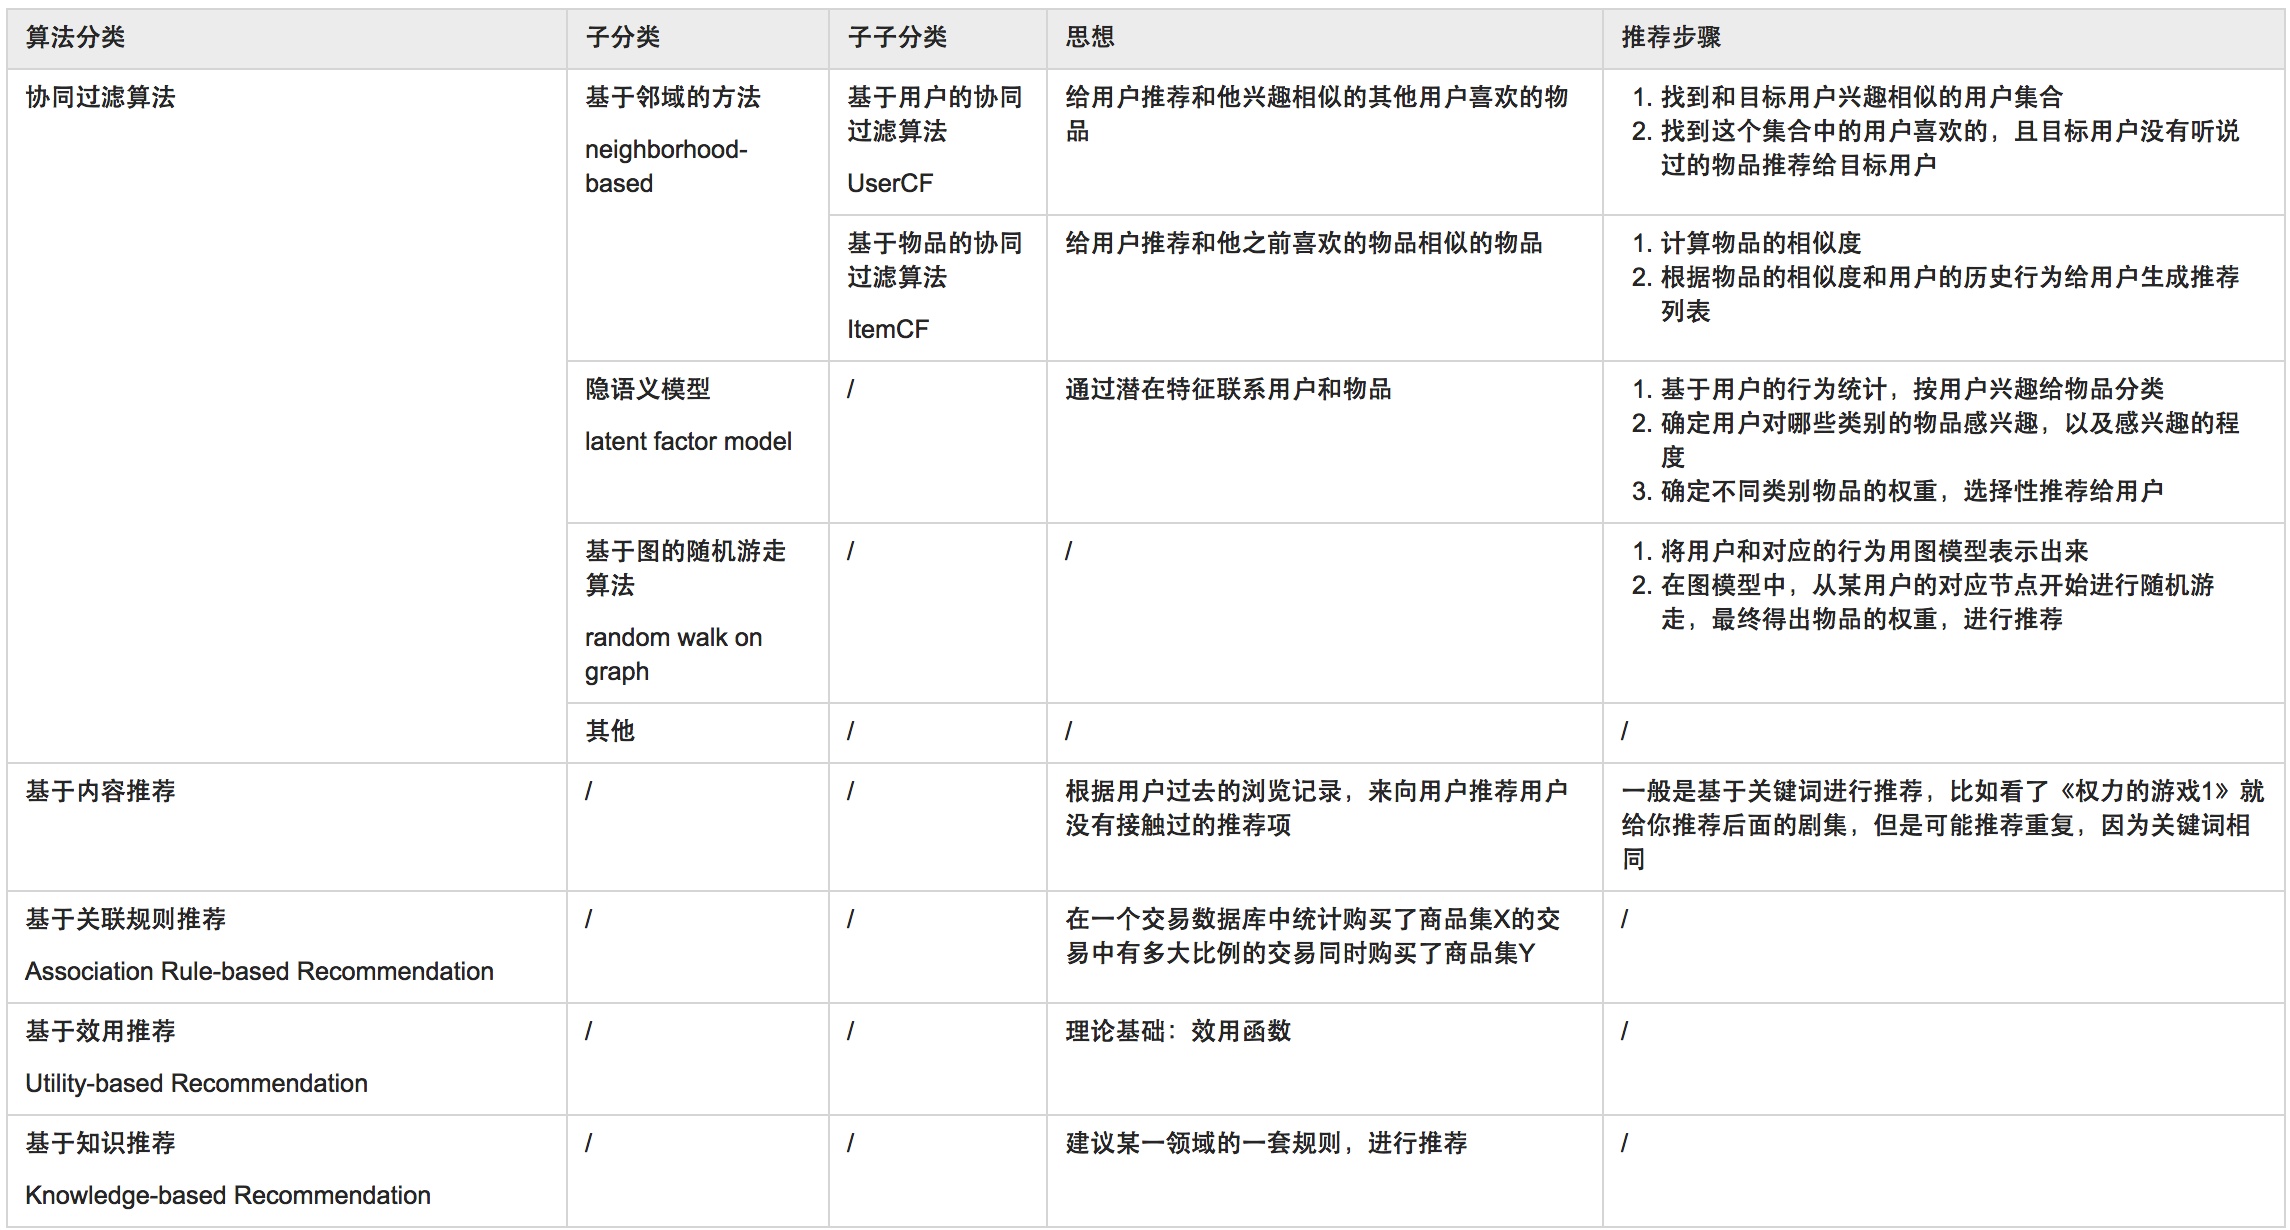 算法分类
子分类
子子分类
思想
推荐步骤
协同过滤算法
基于邻域的方法
neighborhood-
based
基于用户的协同
过滤算法
UserCF
给用户推荐和他兴趣相似的其他用户喜欢的物
品
1. 找到和目标用户兴趣相似的用户集合
2. 找到这个集合中的用户喜欢的，且目标用户没有听说
过的物品推荐给目标用户
基于物品的协同
过滤算法
ItemCF
给用户推荐和他之前喜欢的物品相似的物品
1. 计算物品的相似度
2. 根据物品的相似度和用户的历史行为给用户生成推荐
列表
隐语义模型
latent factor model
/
通过潜在特征联系用户和物品
1. 基于用户的行为统计，按用户兴趣给物品分类
2. 确定用户对哪些类别的物品感兴趣，以及感兴趣的程
度
3. 确定不同类别物品的权重，选择性推荐给用户
基于图的随机游走
算法
random walk on
graph
/
/
1. 将用户和对应的行为用图模型表示出来
2. 在图模型中，从某用户的对应节点开始进行随机游
走，最终得出物品的权重，进行推荐
其他
/
/
/
基于内容推荐
/
/
根据用户过去的浏览记录，来向用户推荐用户
没有接触过的推荐项
一般是基于关键词进行推荐，比如看了《权力的游戏1》就
给你推荐后面的剧集，但是可能推荐重复，因为关键词相
同
基于关联规则推荐
Association Rule-based Recommendation
/
/
在一个交易数据库中统计购买了商品集X的交
易中有多大比例的交易同时购买了商品集Y
/
基于效用推荐
Utility-based Recommendation
/
/
理论基础：效用函数
/
基于知识推荐
Knowledge-based Recommendation
/
/
建议某一领域的一套规则，进行推荐
/